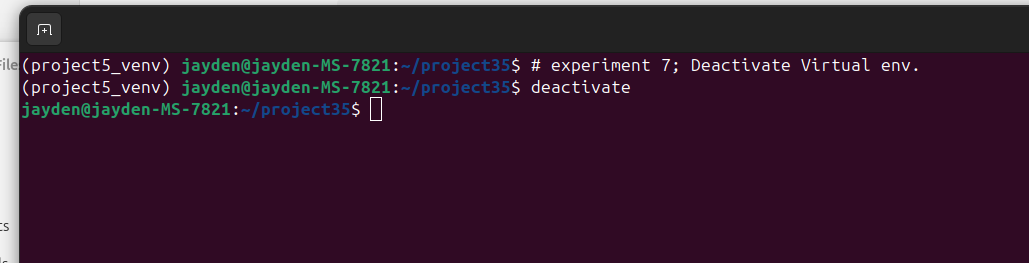 File
(project5_venv) jayden@jayden-MS-7821:~/project35$ # experiment 7; Deactivate Virtual env.
(project5_venv) jayden@jayden-MS-7821:~/project35$ deactivate
jayden@jayden-MS-7821:~/project35$